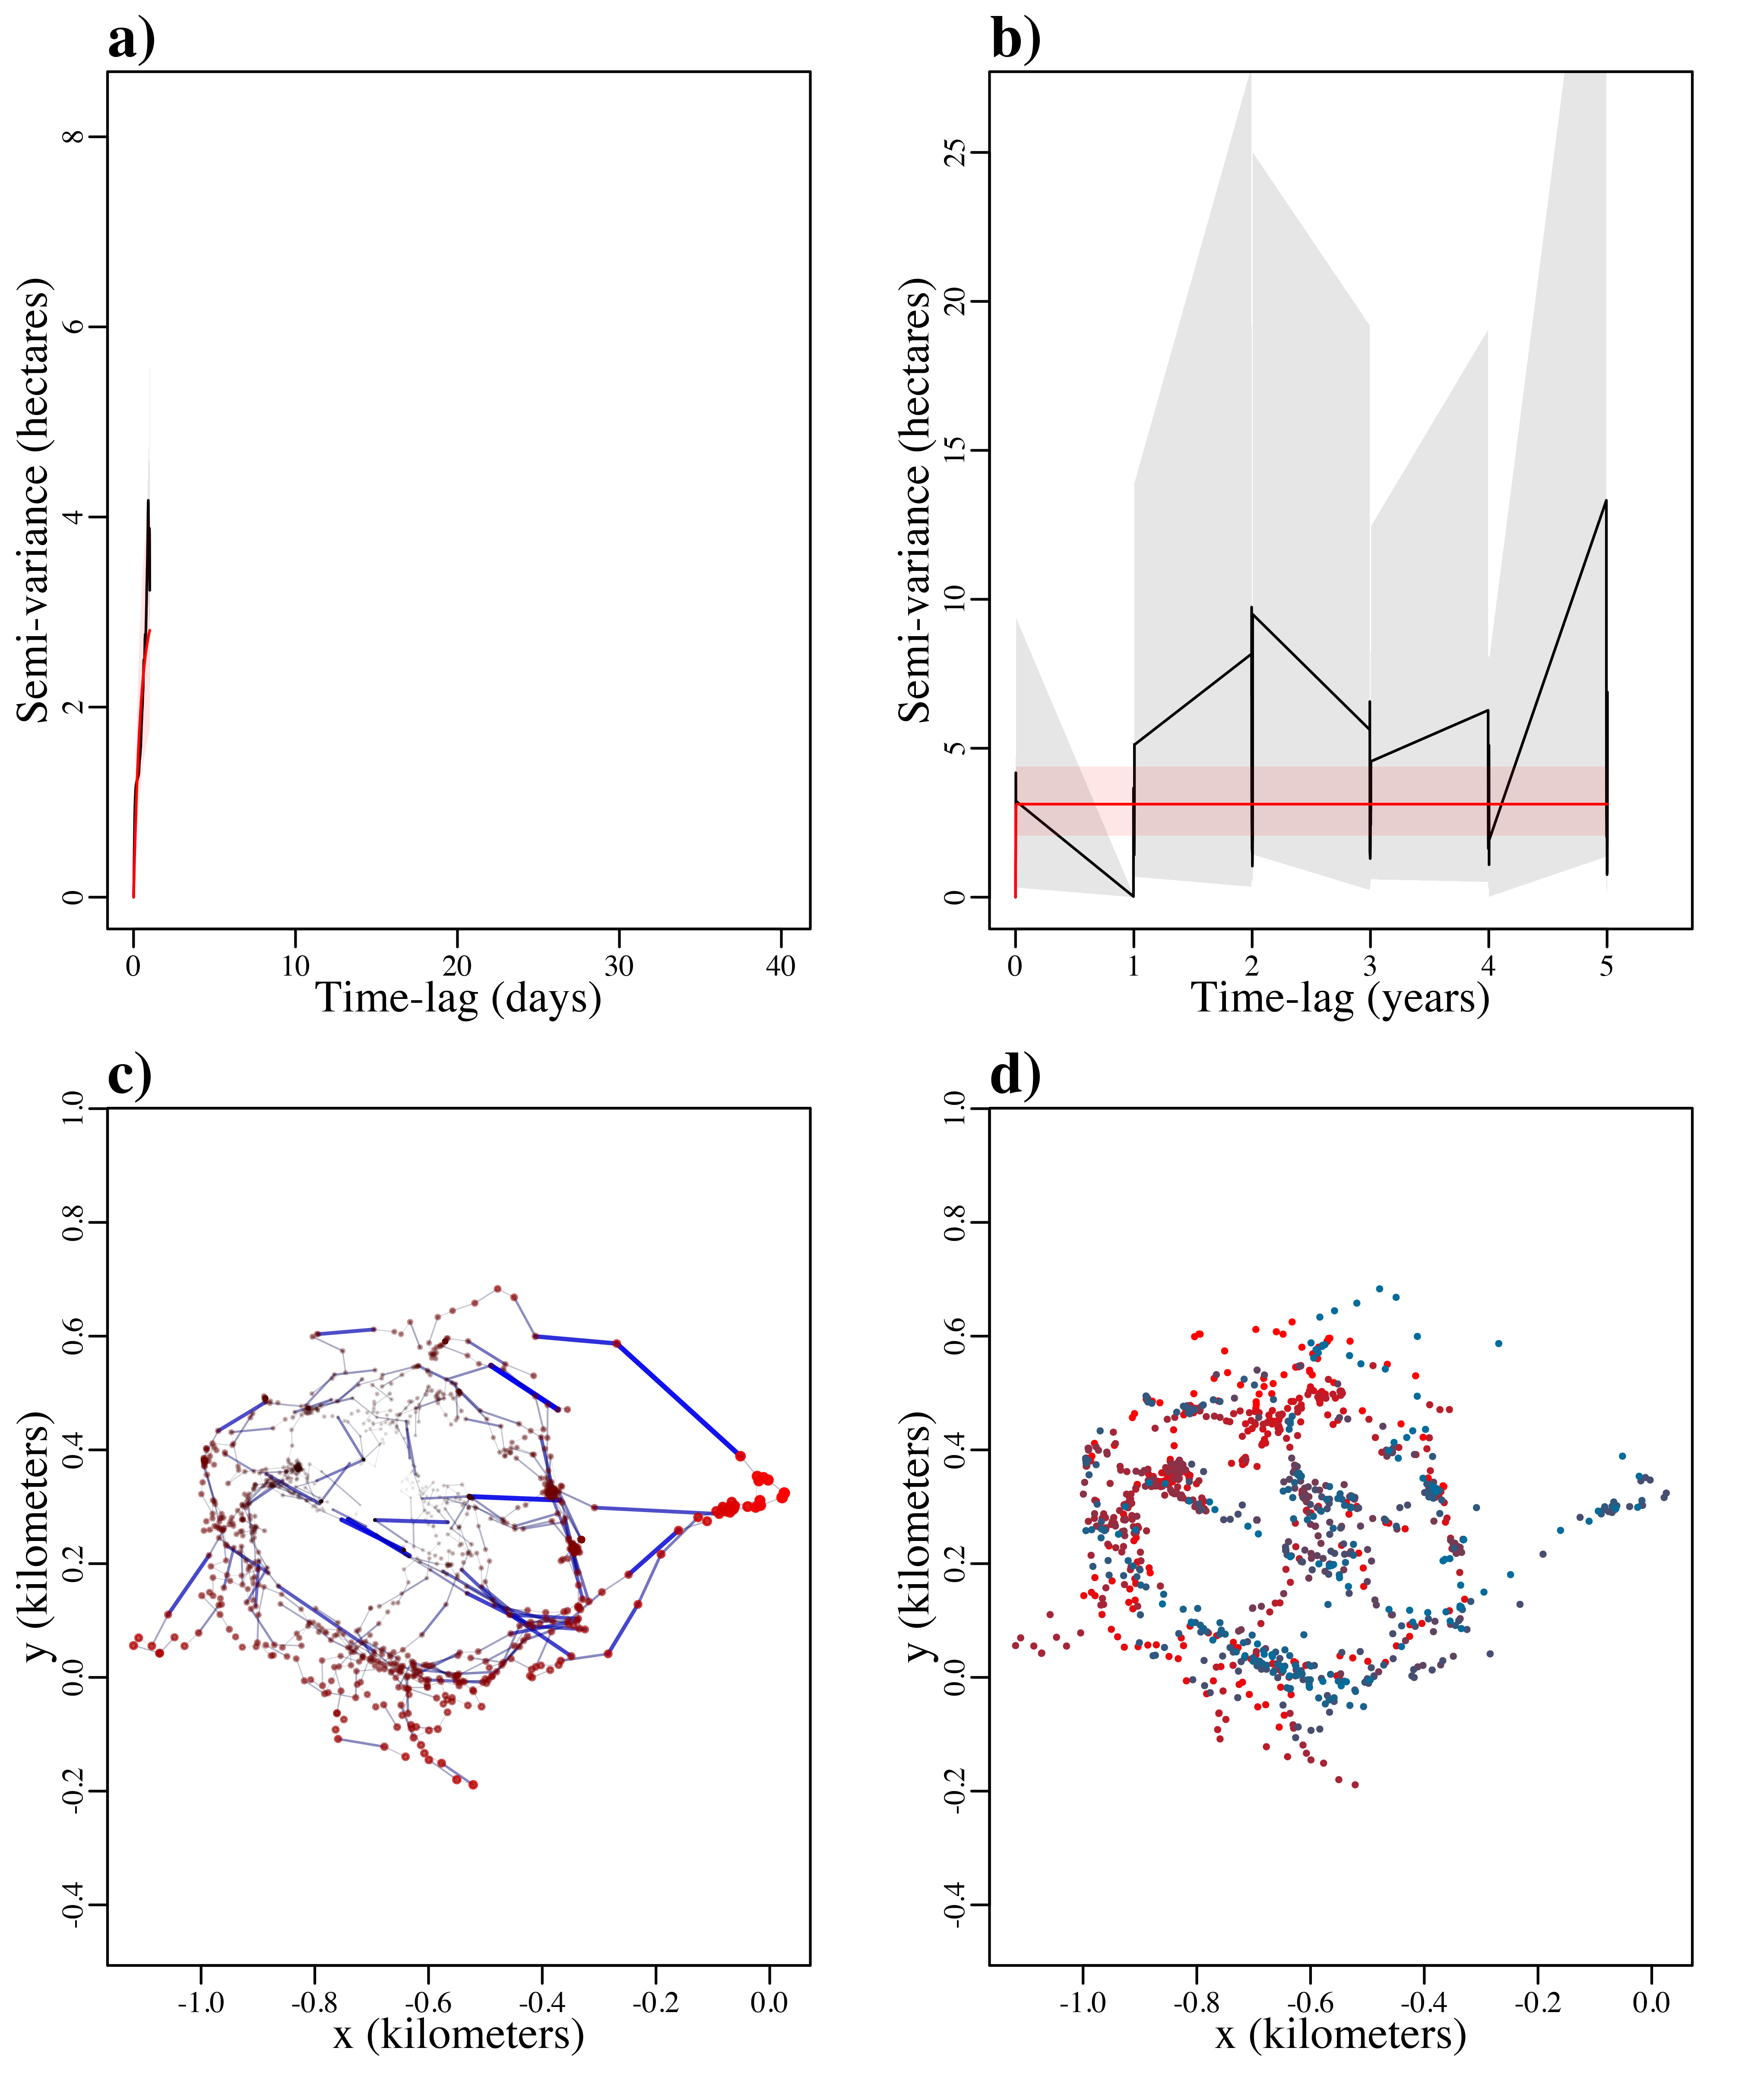 a)
8
6
4
2
0
Semi-variance (hectares)
0 10 20 30 40
Time-lag (days)
b)
25
20
15
10
5
0
Semi-variance (hectares)
0 1 2 3 4 5
Time-lag (years)
c)
1.0
0.8
0.6
0.4
0.2
0.0
-0.2
-0.4
y (kilometers)
-1.0 -0.8 -0.6 -0.4 -0.2 0.0
x (kilometers)
d)
1.0
0.8
0.6
0.4
0.2
0.0
-0.2
-0.4
y (kilometers)
-1.0 -0.8 -0.6 -0.4 -0.2 0.0
x (kilometers)